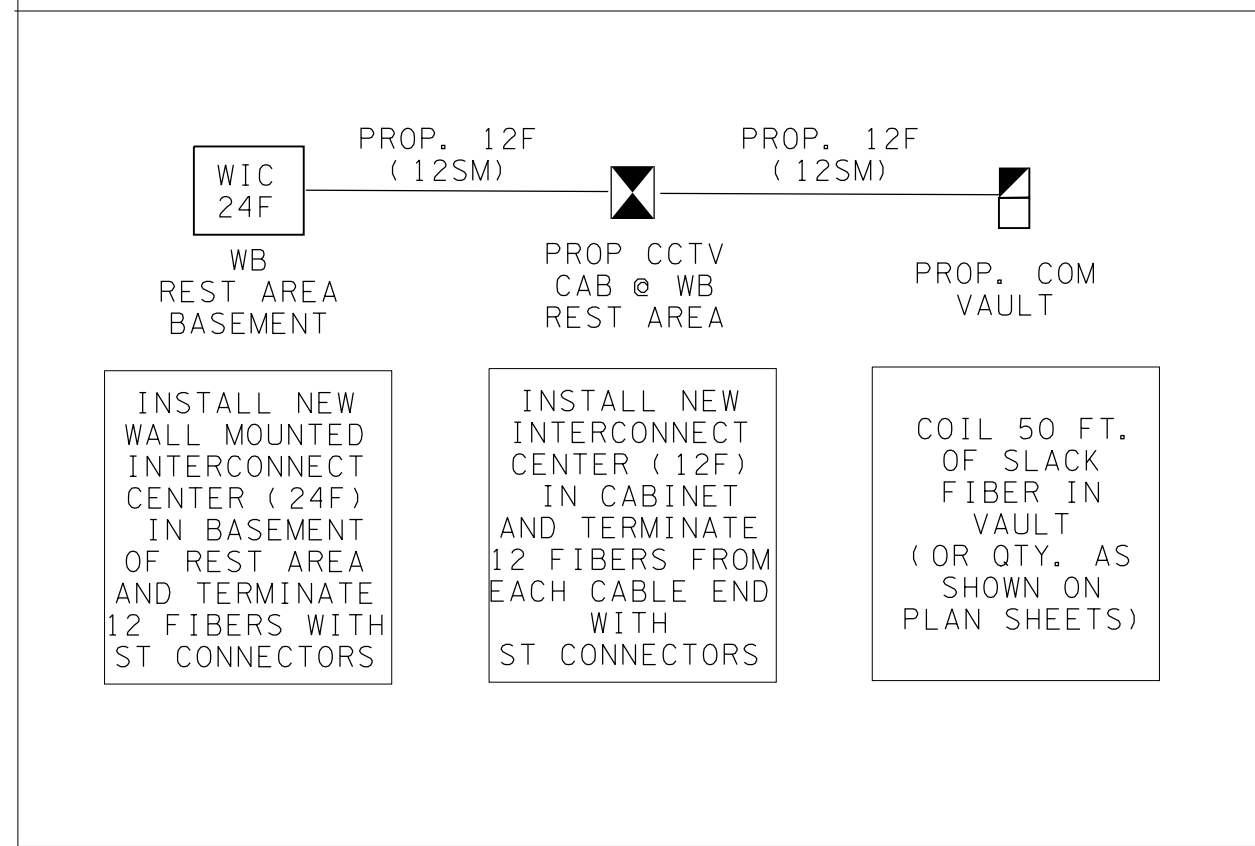 PROP. 12F
(12SM)
PROP. 12F
(12SM)
WIC
24F
WB
REST AREA
BASEMENT
PROP CCTV
CAB @ WB
REST AREA
PROP. COM
VAULT
INSTALL NEW
WALL MOUNTED
INTERCONNECT
CENTER (24F)
IN BASEMENT
OF REST AREA
AND TERMINATE
12 FIBERS WITH
ST CONNECTORS
INSTALL NEW
INTERCONNECT
CENTER (12F)
IN CABINET
AND TERMINATE
12 FIBERS FROM
EACH CABLE END
WITH
ST CONNECTORS
COIL 50 FT.
OF SLACK
FIBER IN
VAULT
(OR QTY. AS
SHOWN ON
PLAN SHEETS)